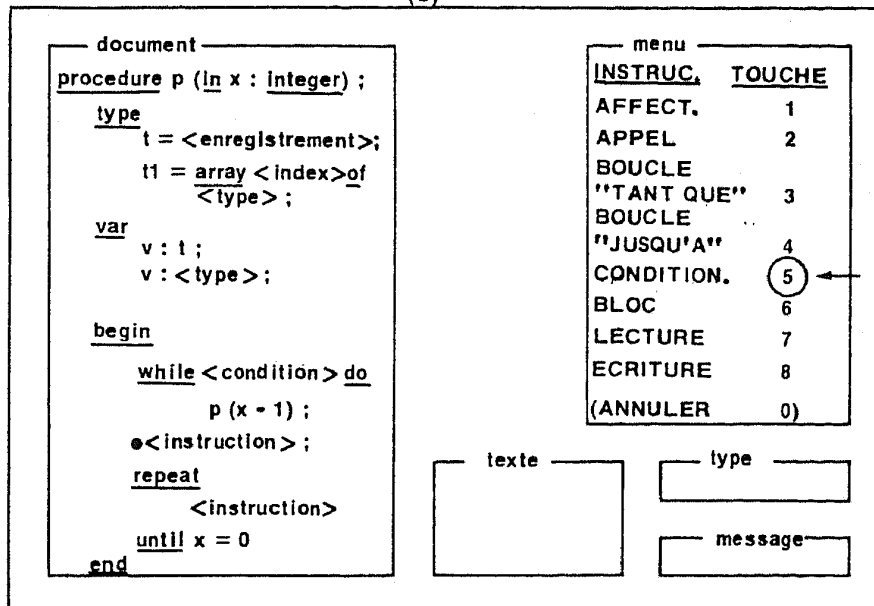 document
procedure p (in x : integer) ;
type
t = <enregistrement>;
t1 = array <index> of
<type> ;
var
v : t ;
v : <type> ;
begin
while <condition> do
p (x - 1) ;
●<instruction> ;
repeat
<instruction>
until x = 0
end
menu
INSTRUC. TOUCHE
AFFECT. 1
APPEL 2
BOUCLE
"TANT QUE" 3
BOUCLE
"JUSQU'A" 4
CONDITION. 5
BLOC 6
LECTURE 7
ECRITURE 8
(ANNULER 0)
texte
type
message